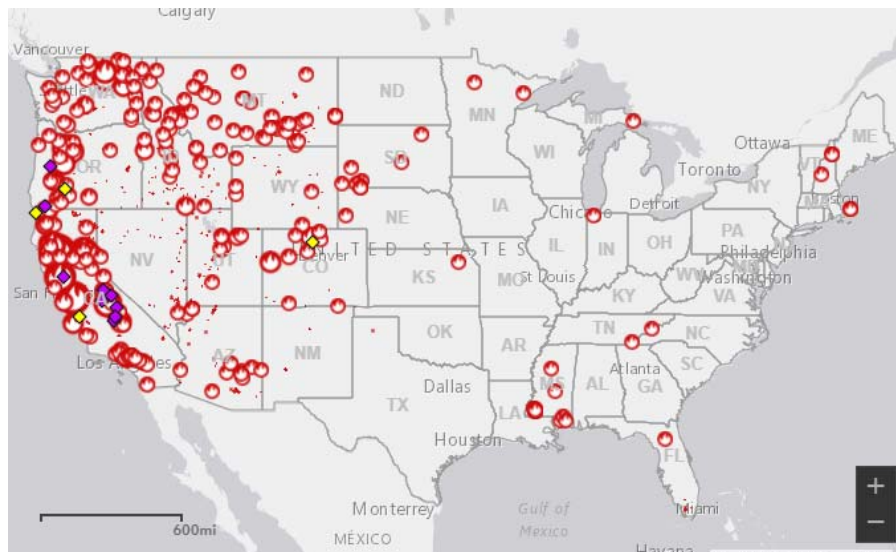 Calgary
Vancouver
WA
MT
ND
MN
MI
ME
Ottawa
VT
OR
SD
WI
Toronto
NY
Boston
WY
Chicago
Detroit
IA
NE
PA
NV
UT
UNITED STATES
IL
IN
OH
Philadelphia
Denver
CO
KS
MO
St Louis
WV
Washington
VA
San
CA
KY
TN
NC
OK
AR
Los Angeles
AZ
NM
SC
Atlanta
Dallas
MS
AL
GA
TX
LA
Houston
FL
Miami
Monterrey
Gulf of
Mexico
600mi
MÉXICO
Havana
+
−